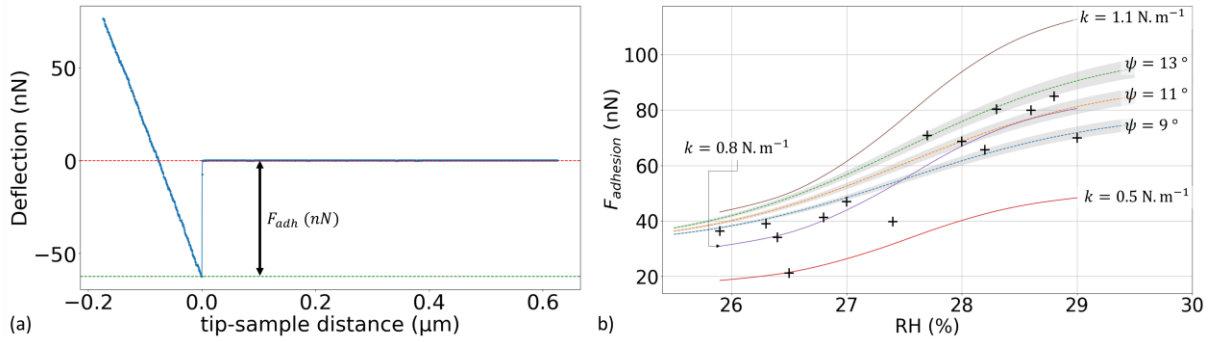 50
0
−50
Deflection (nN)
F_adh (nN)
−0.2
0.0
0.2
0.4
0.6
tip-sample distance (μm)
(a)
100
80
60
40
20
F_adhesion (nN)
k = 1.1 N.m⁻¹
ψ = 13 °
ψ = 11 °
ψ = 9 °
k = 0.8 N.m⁻¹
k = 0.5 N.m⁻¹
26
27
28
29
30
RH (%)
b)